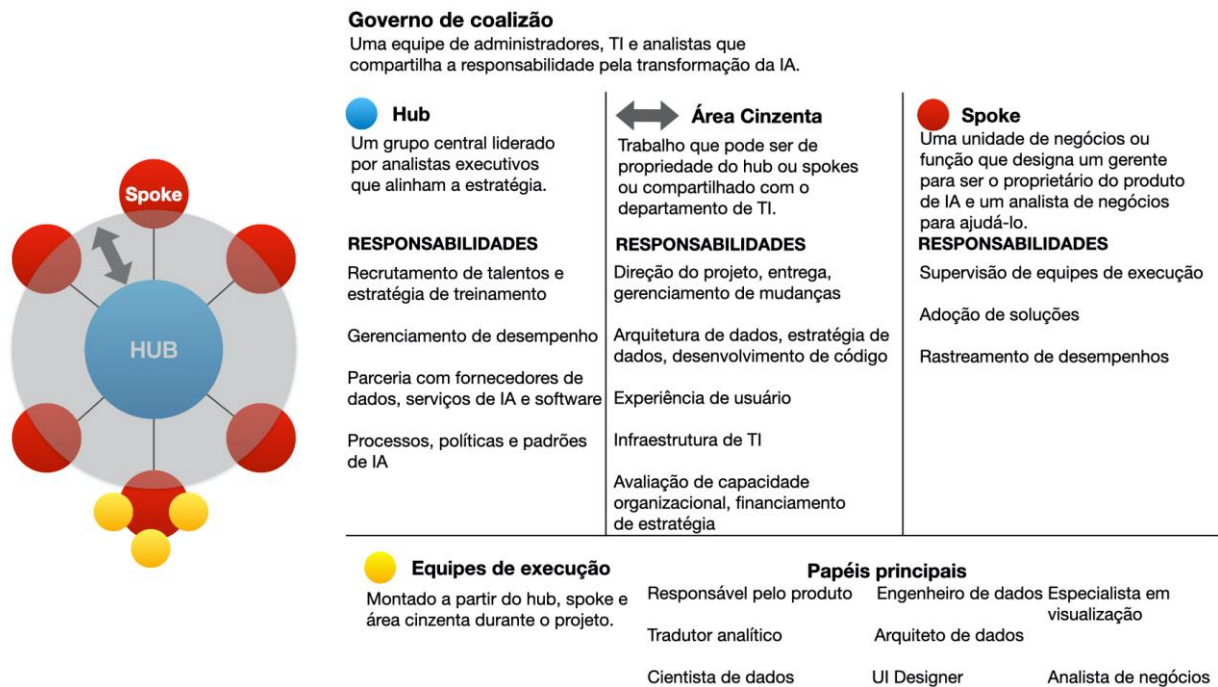 Governo de coalizão
Uma equipe de administradores, TI e analistas que
compartilha a responsabilidade pela transformação da IA.
Spoke
HUB
Hub
Um grupo central liderado
por analistas executivos
que alinham a estratégia.
RESPONSABILIDADES
Recrutamento de talentos e
estratégia de treinamento
Gerenciamento de desempenho
Parceria com fornecedores de
dados, serviços de IA e software
Processos, políticas e padrões
de IA
Área Cinzenta
Trabalho que pode ser de
propriedade do hub ou spokes
ou compartilhado com o
departamento de TI.
RESPONSABILIDADES
Direção do projeto, entrega,
gerenciamento de mudanças
Arquitetura de dados, estratégia de
dados, desenvolvimento de código
Experiência de usuário
Infraestrutura de TI
Avaliação de capacidade
organizacional, financiamento
de estratégia
Spoke
Uma unidade de negócios ou
função que designa um gerente
para ser o proprietário do produto
de IA e um analista de negócios
para ajudá-lo.
RESPONSABILIDADES
Supervisão de equipes de execução
Adoção de soluções
Rastreamento de desempenhos
Equipes de execução
Montado a partir do hub, spoke e
área cinzenta durante o projeto.
Papéis principais
Responsável pelo produto
Tradutor analítico
Cientista de dados
Engenheiro de dados
Arquiteto de dados
UI Designer
Especialista em
visualização
Analista de negócios